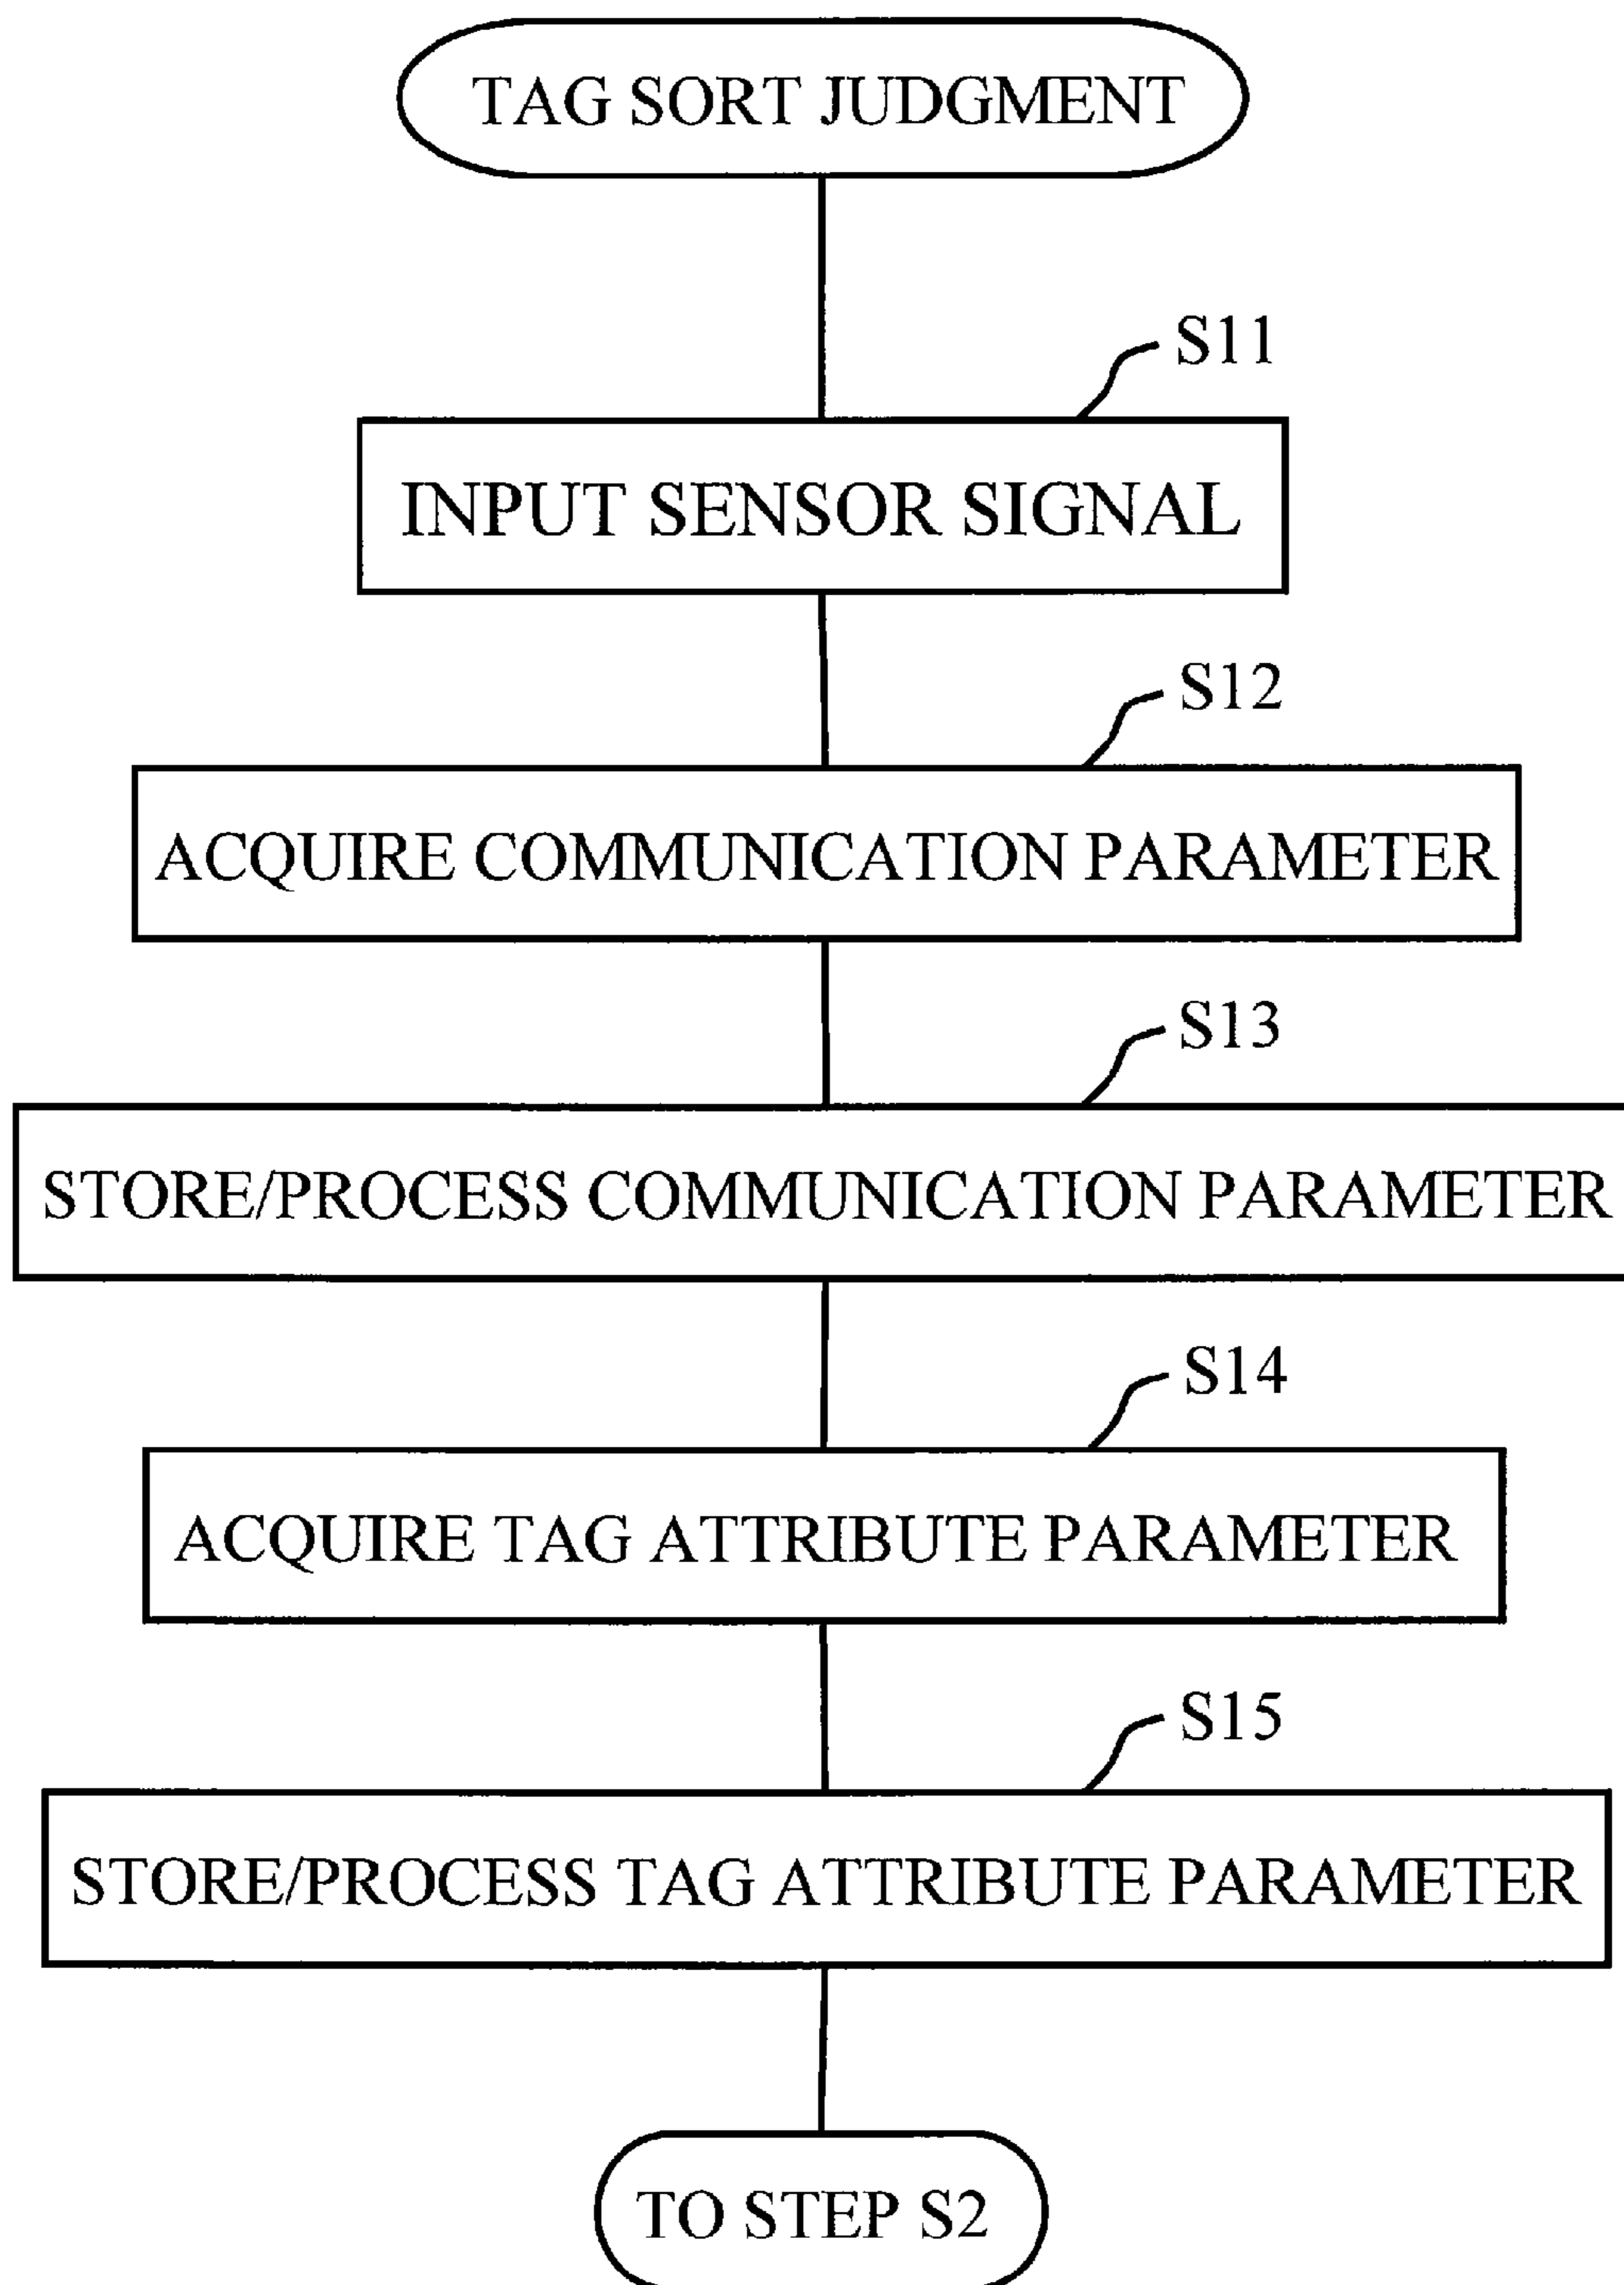 TAG SORT JUDGMENT
S11
INPUT SENSOR SIGNAL
S12
ACQUIRE COMMUNICATION PARAMETER
S13
STORE/PROCESS COMMUNICATION PARAMETER
S14
ACQUIRE TAG ATTRIBUTE PARAMETER
S15
STORE/PROCESS TAG ATTRIBUTE PARAMETER
TO STEP S2